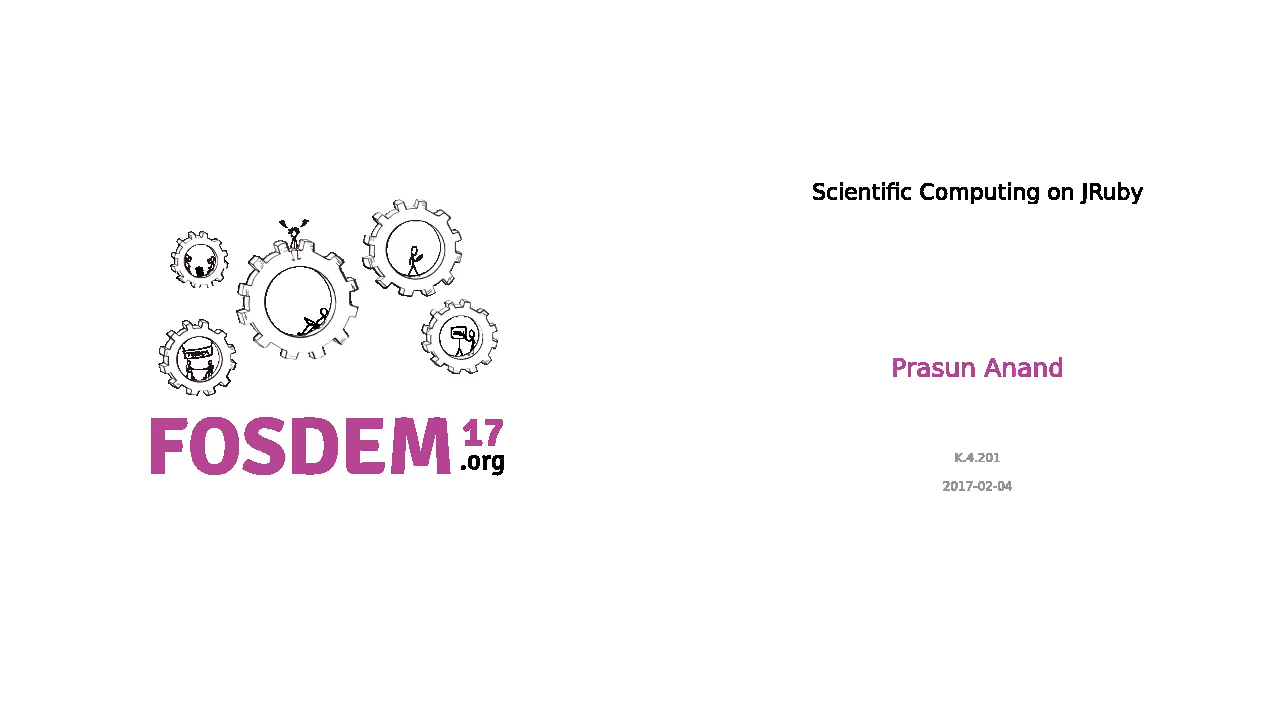 FOSDEM 17
.org
Scientific Computing on JRuby
Prasun Anand
K.4.201
2017-02-04